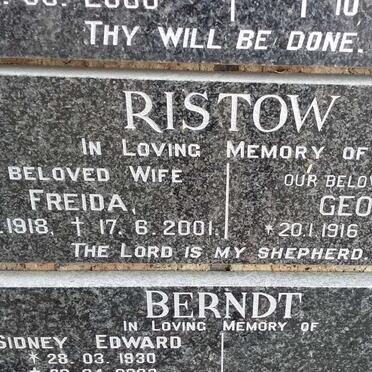 THY WILL BE DONE.
RISTOW
IN LOVING MEMORY OF
BELOVED WIFE OUR BELO
FREIDA, GEO
.1918, † 17.6.2001. *20.1.1916
THE LORD IS MY SHEPHERD.
BERNDT
IN LOVING MEMORY OF
SIDNEY EDWARD
* 28.03.1930